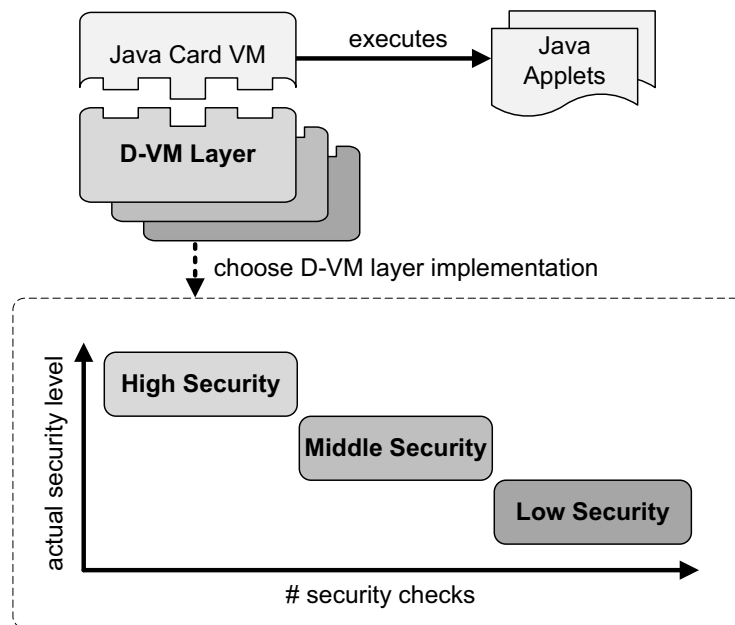 Java Card VM
executes
Java
Applets
D-VM Layer
choose D-VM layer implementation
actual security level
High Security
Middle Security
Low Security
# security checks